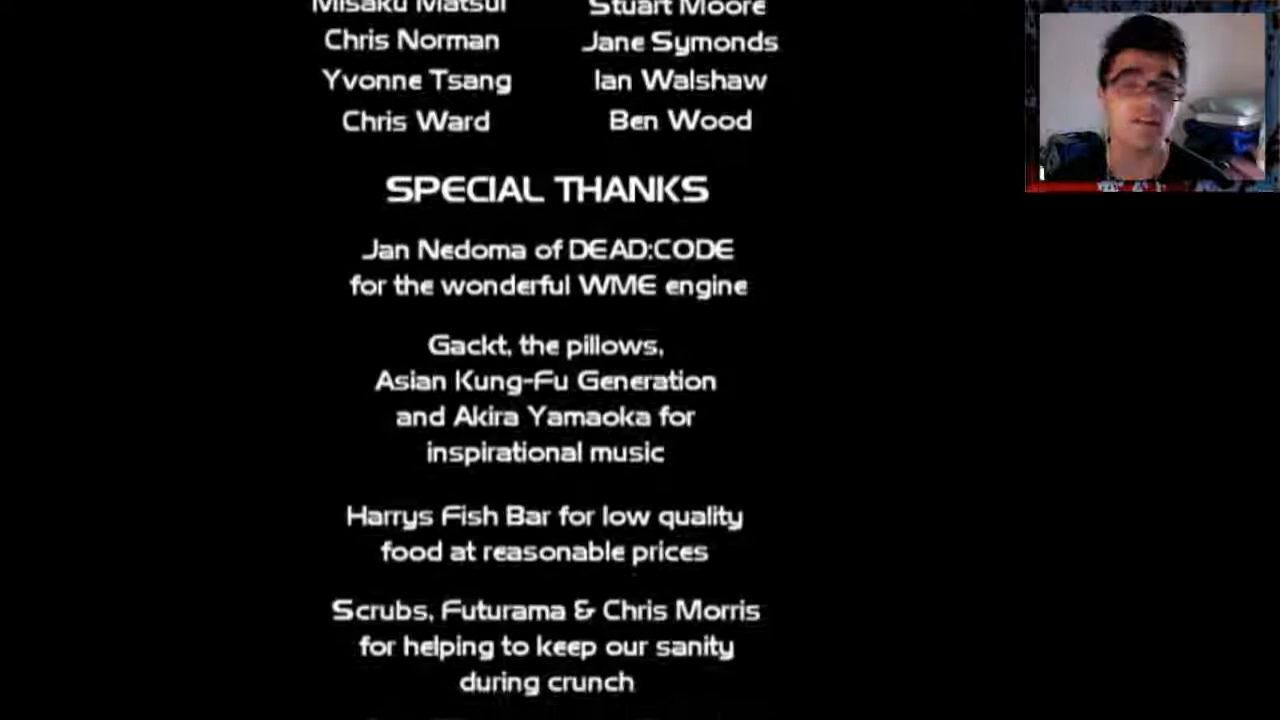 Misaku Matsui Stuart Moore
Chris Norman Jane Symonds
Yvonne Tsang Ian Walshaw
Chris Ward Ben Wood
SPECIAL THANKS
Jan Nedoma of DEAD:CODE
for the wonderful WME engine
Gackt, the pillows,
Asian Kung-Fu Generation
and Akira Yamaoka for
inspirational music
Harrys Fish Bar for low quality
food at reasonable prices
Scrubs, Futurama & Chris Morris
for helping to keep our sanity
during crunch